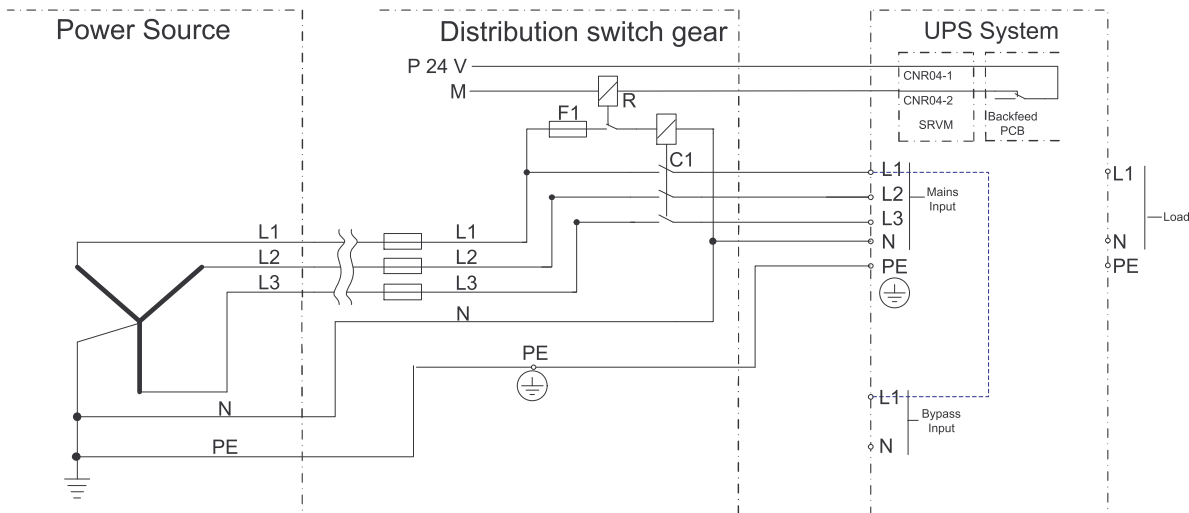 Power Source
Distribution switch gear
UPS System
P 24 V
M
R
F1
C1
CNR04-1
CNR04-2
SRVM
Backfeed
PCB
L1
L2
L3
N
PE
Mains
Input
L1
N
PE
Load
L1
L2
L3
L1
L2
L3
N
PE
N
PE
L1
N
Bypass
Input